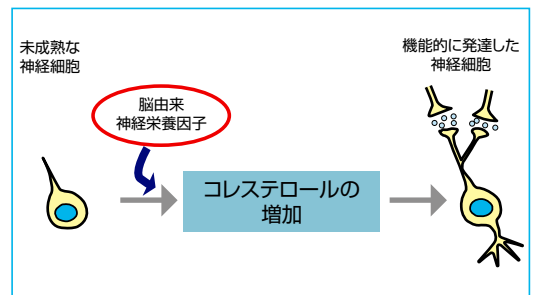 未成熟な
神経細胞
機能的に発達した
神経細胞
脳由来
神経栄養因子
コレステロールの
増加